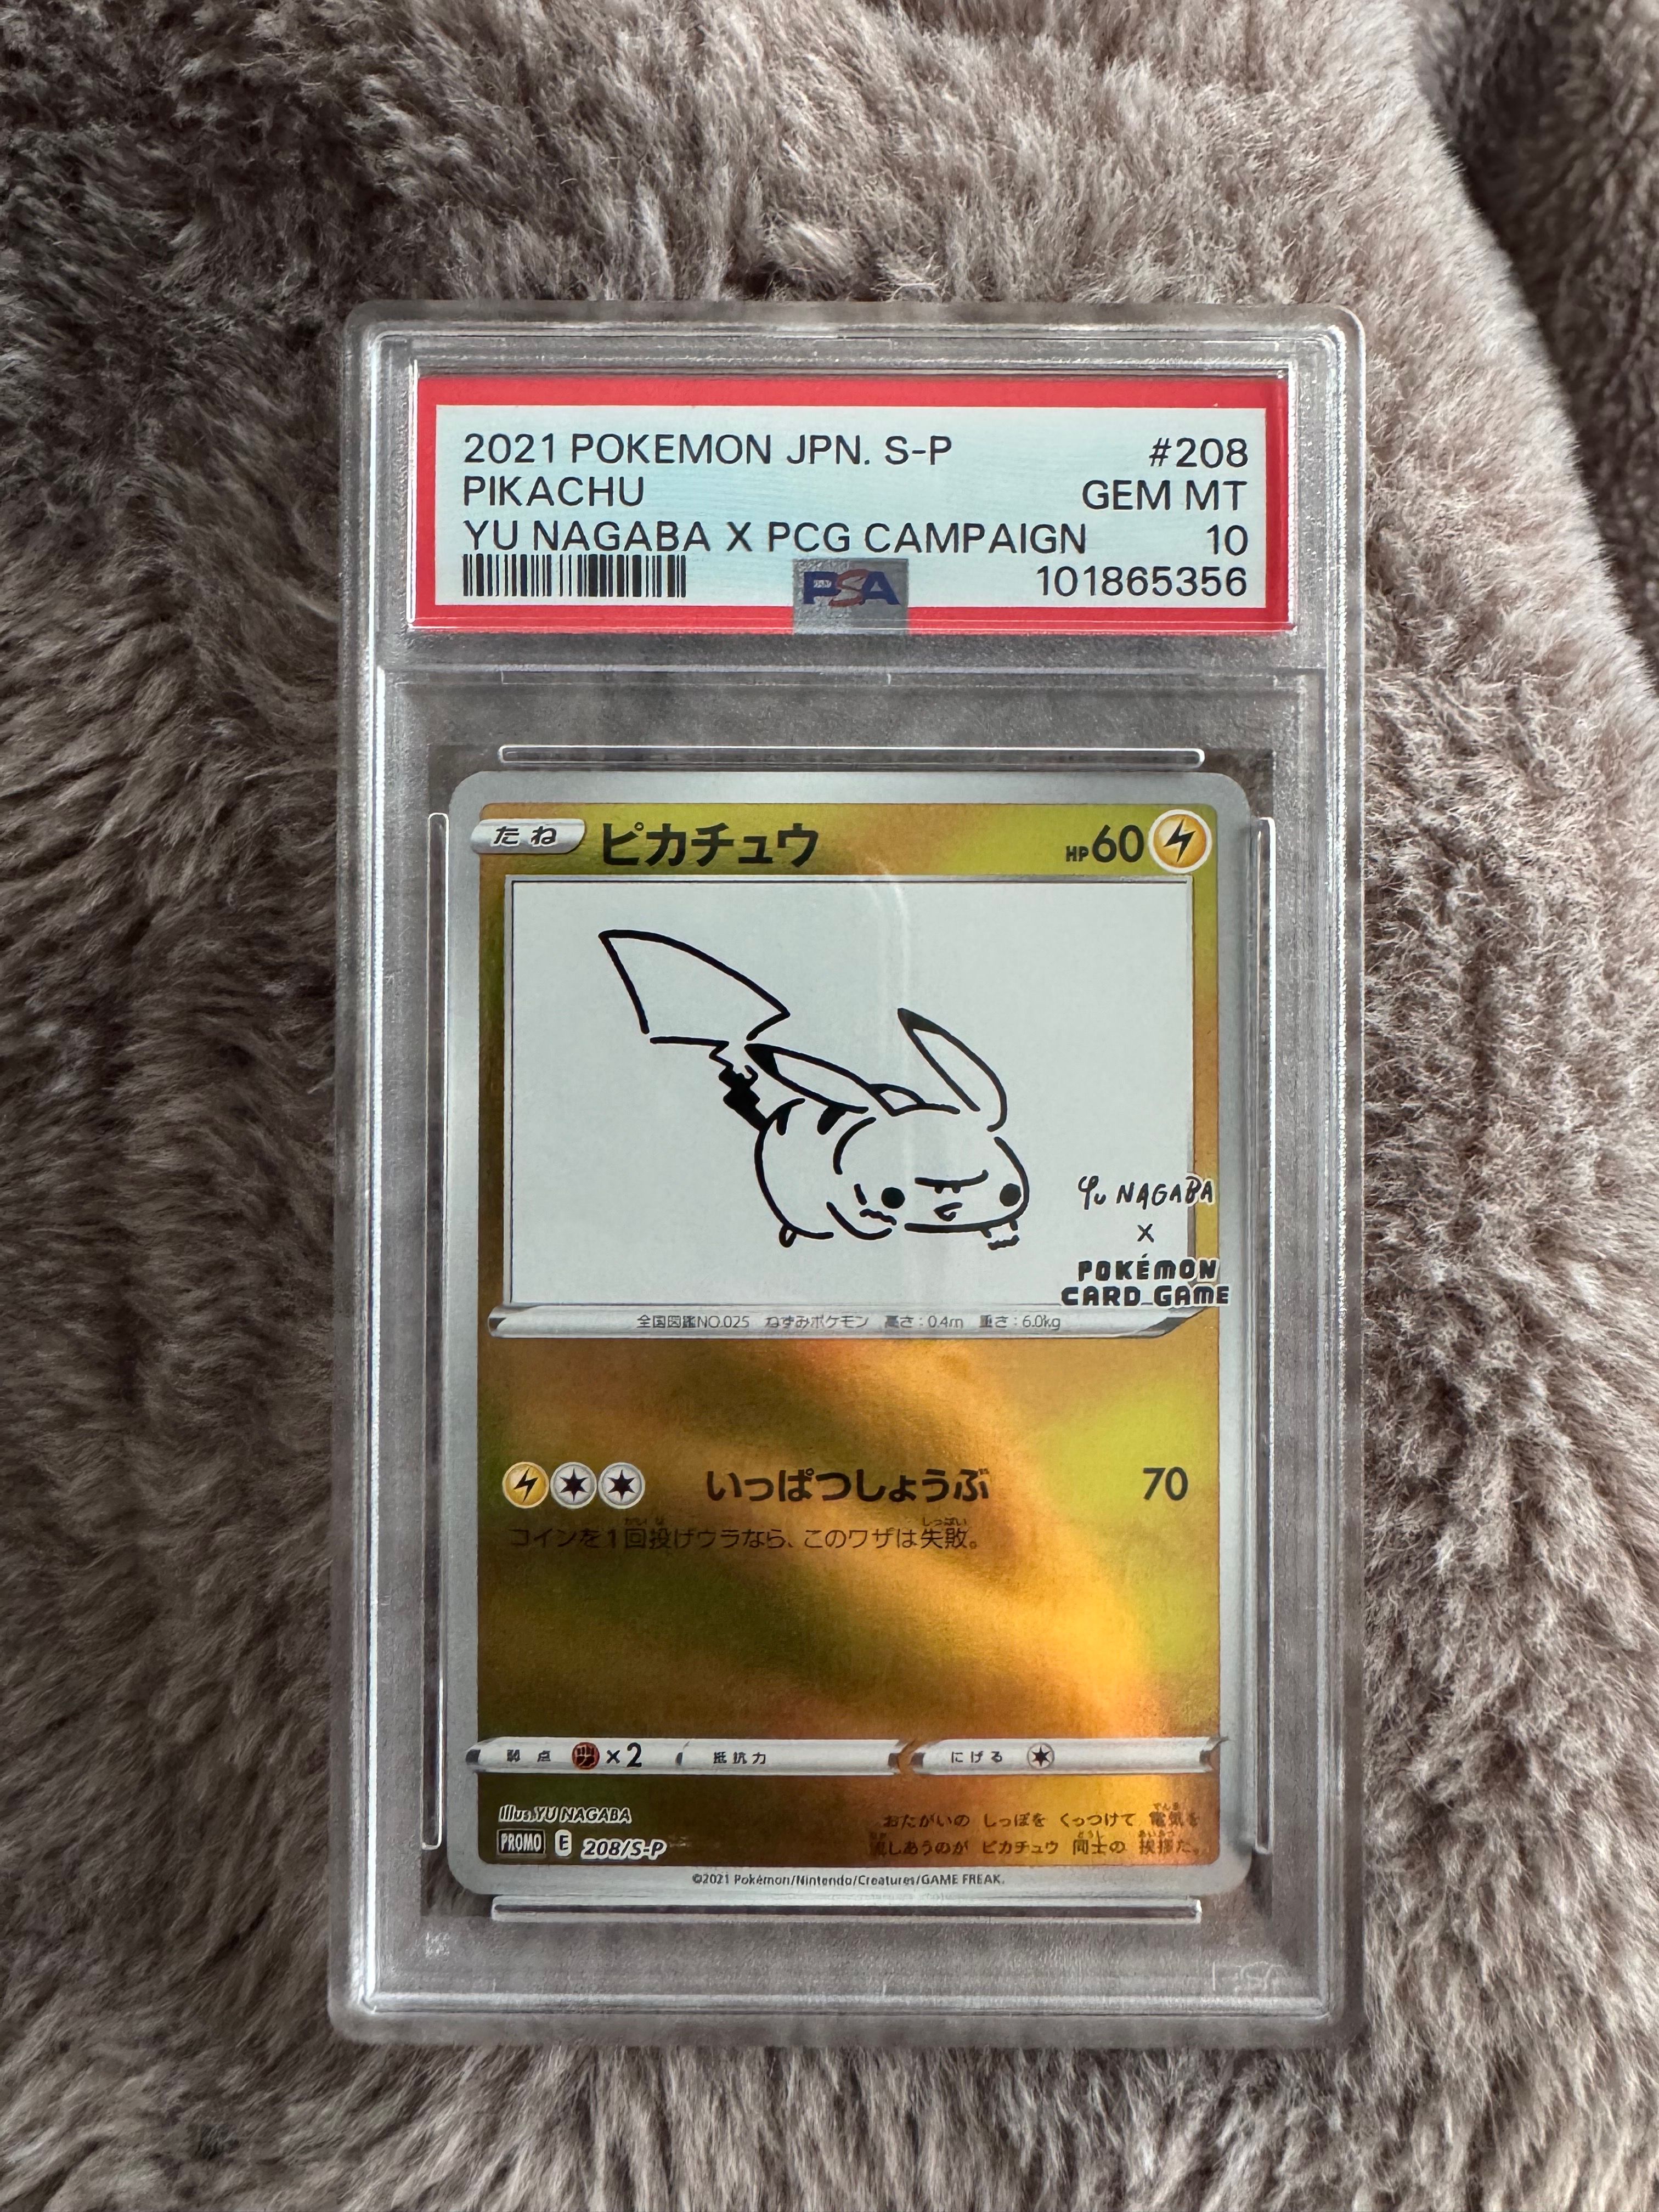 2021 POKEMON JPN. S-P #208
PIKACHU GEM MT
YU NAGABA X PCG CAMPAIGN 10
PSA 101865356
たね ピカチュウ HP60
Yu NAGABA
X
POKÉMON
CARD GAME
全国図鑑NO.025 ねずみポケモン 高さ:0.4m 重さ:6.0kg
いっぱつしょうぶ 70
コインを1回投げウラなら、このワザは失敗。
弱点 ×2 抵抗力 にげる
Illus. YU NAGABA
PROMO E 208/S-P
おたがいの しっぽを くっつけて 電気を
流しあうのが ピカチュウ 同士の 挨拶だ。
©2021 Pokémon/Nintendo/Creatures/GAME FREAK.